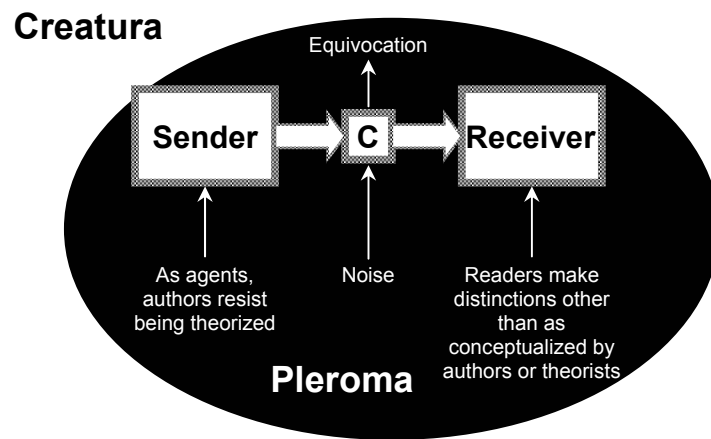 Creatura
Equivocation
Sender
C
Receiver
As agents,
authors resist
being theorized
Noise
Readers make
distinctions other
than as
conceptualized by
authors or theorists
Pleroma